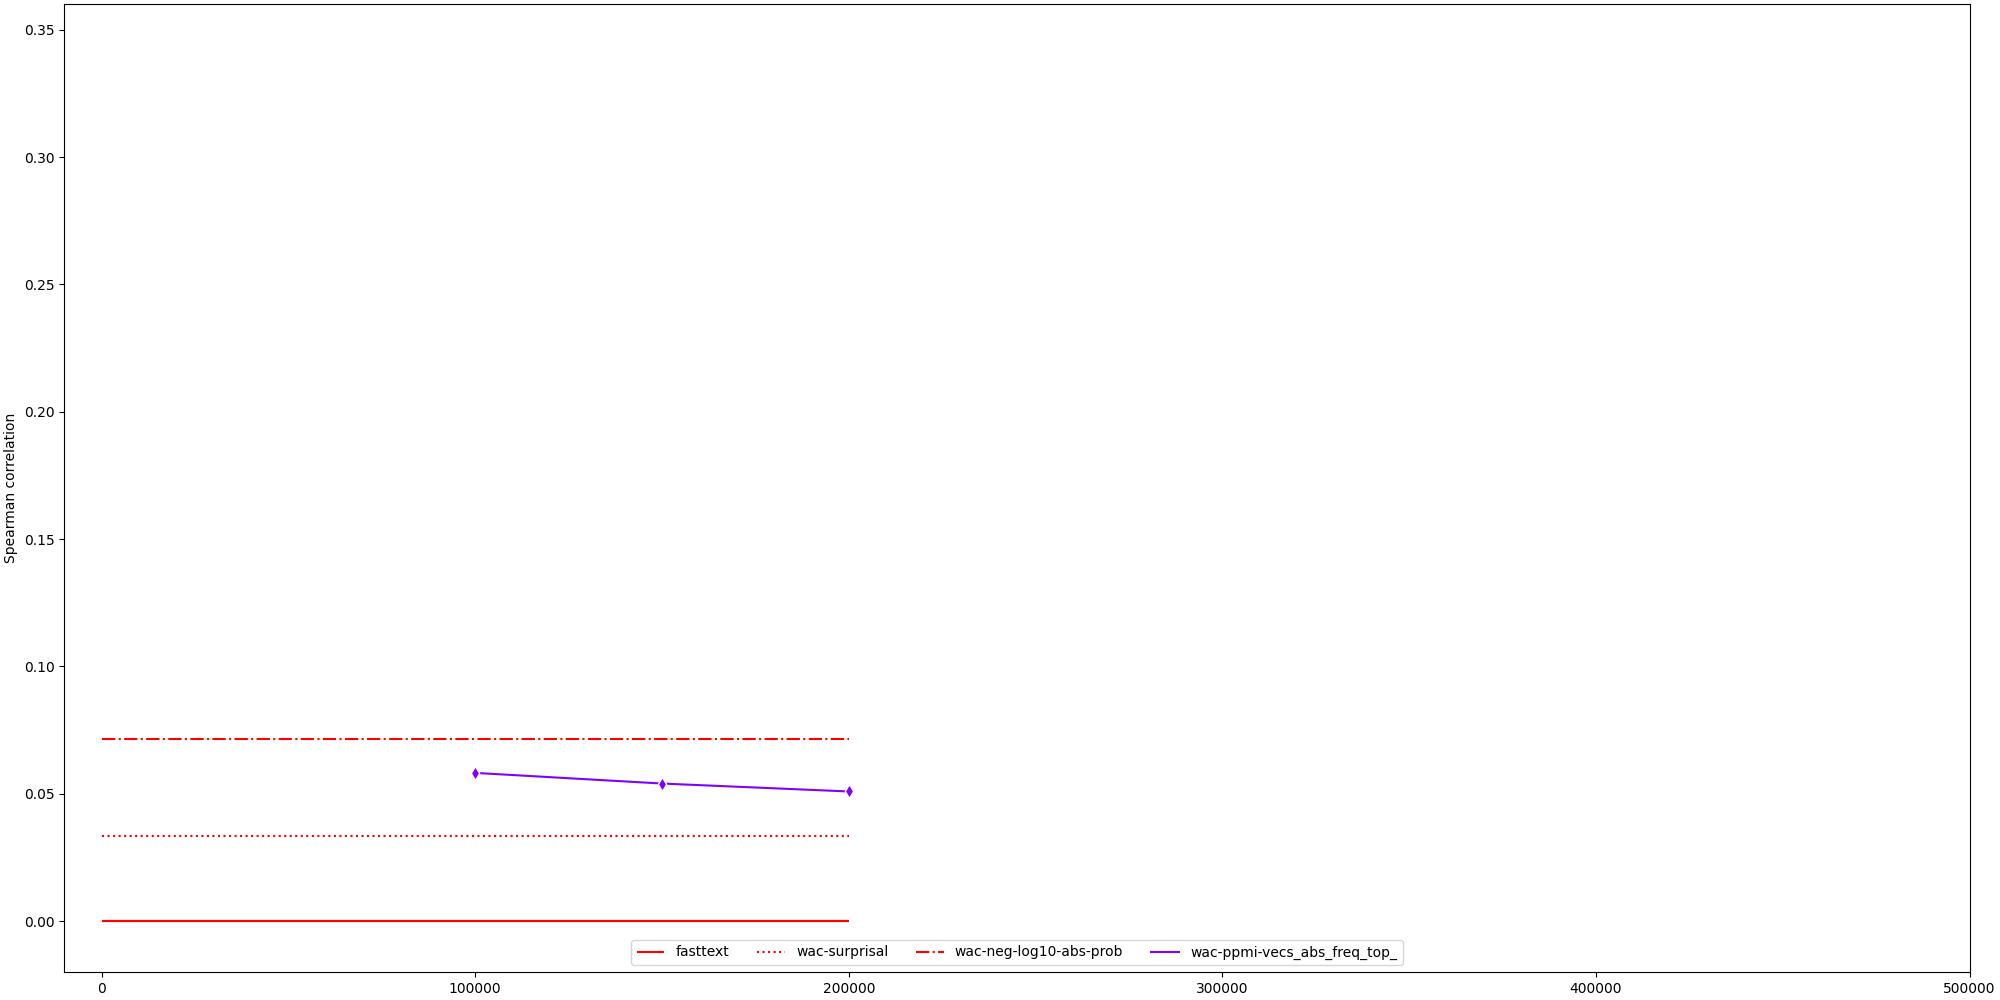 0.35
0.30
0.25
0.20
0.15
0.10
0.05
0.00
Spearman correlation
fasttext wac-surprisal wac-neg-log10-abs-prob wac-ppmi-vecs_abs_freq_top_
0 100000 200000 300000 400000 500000